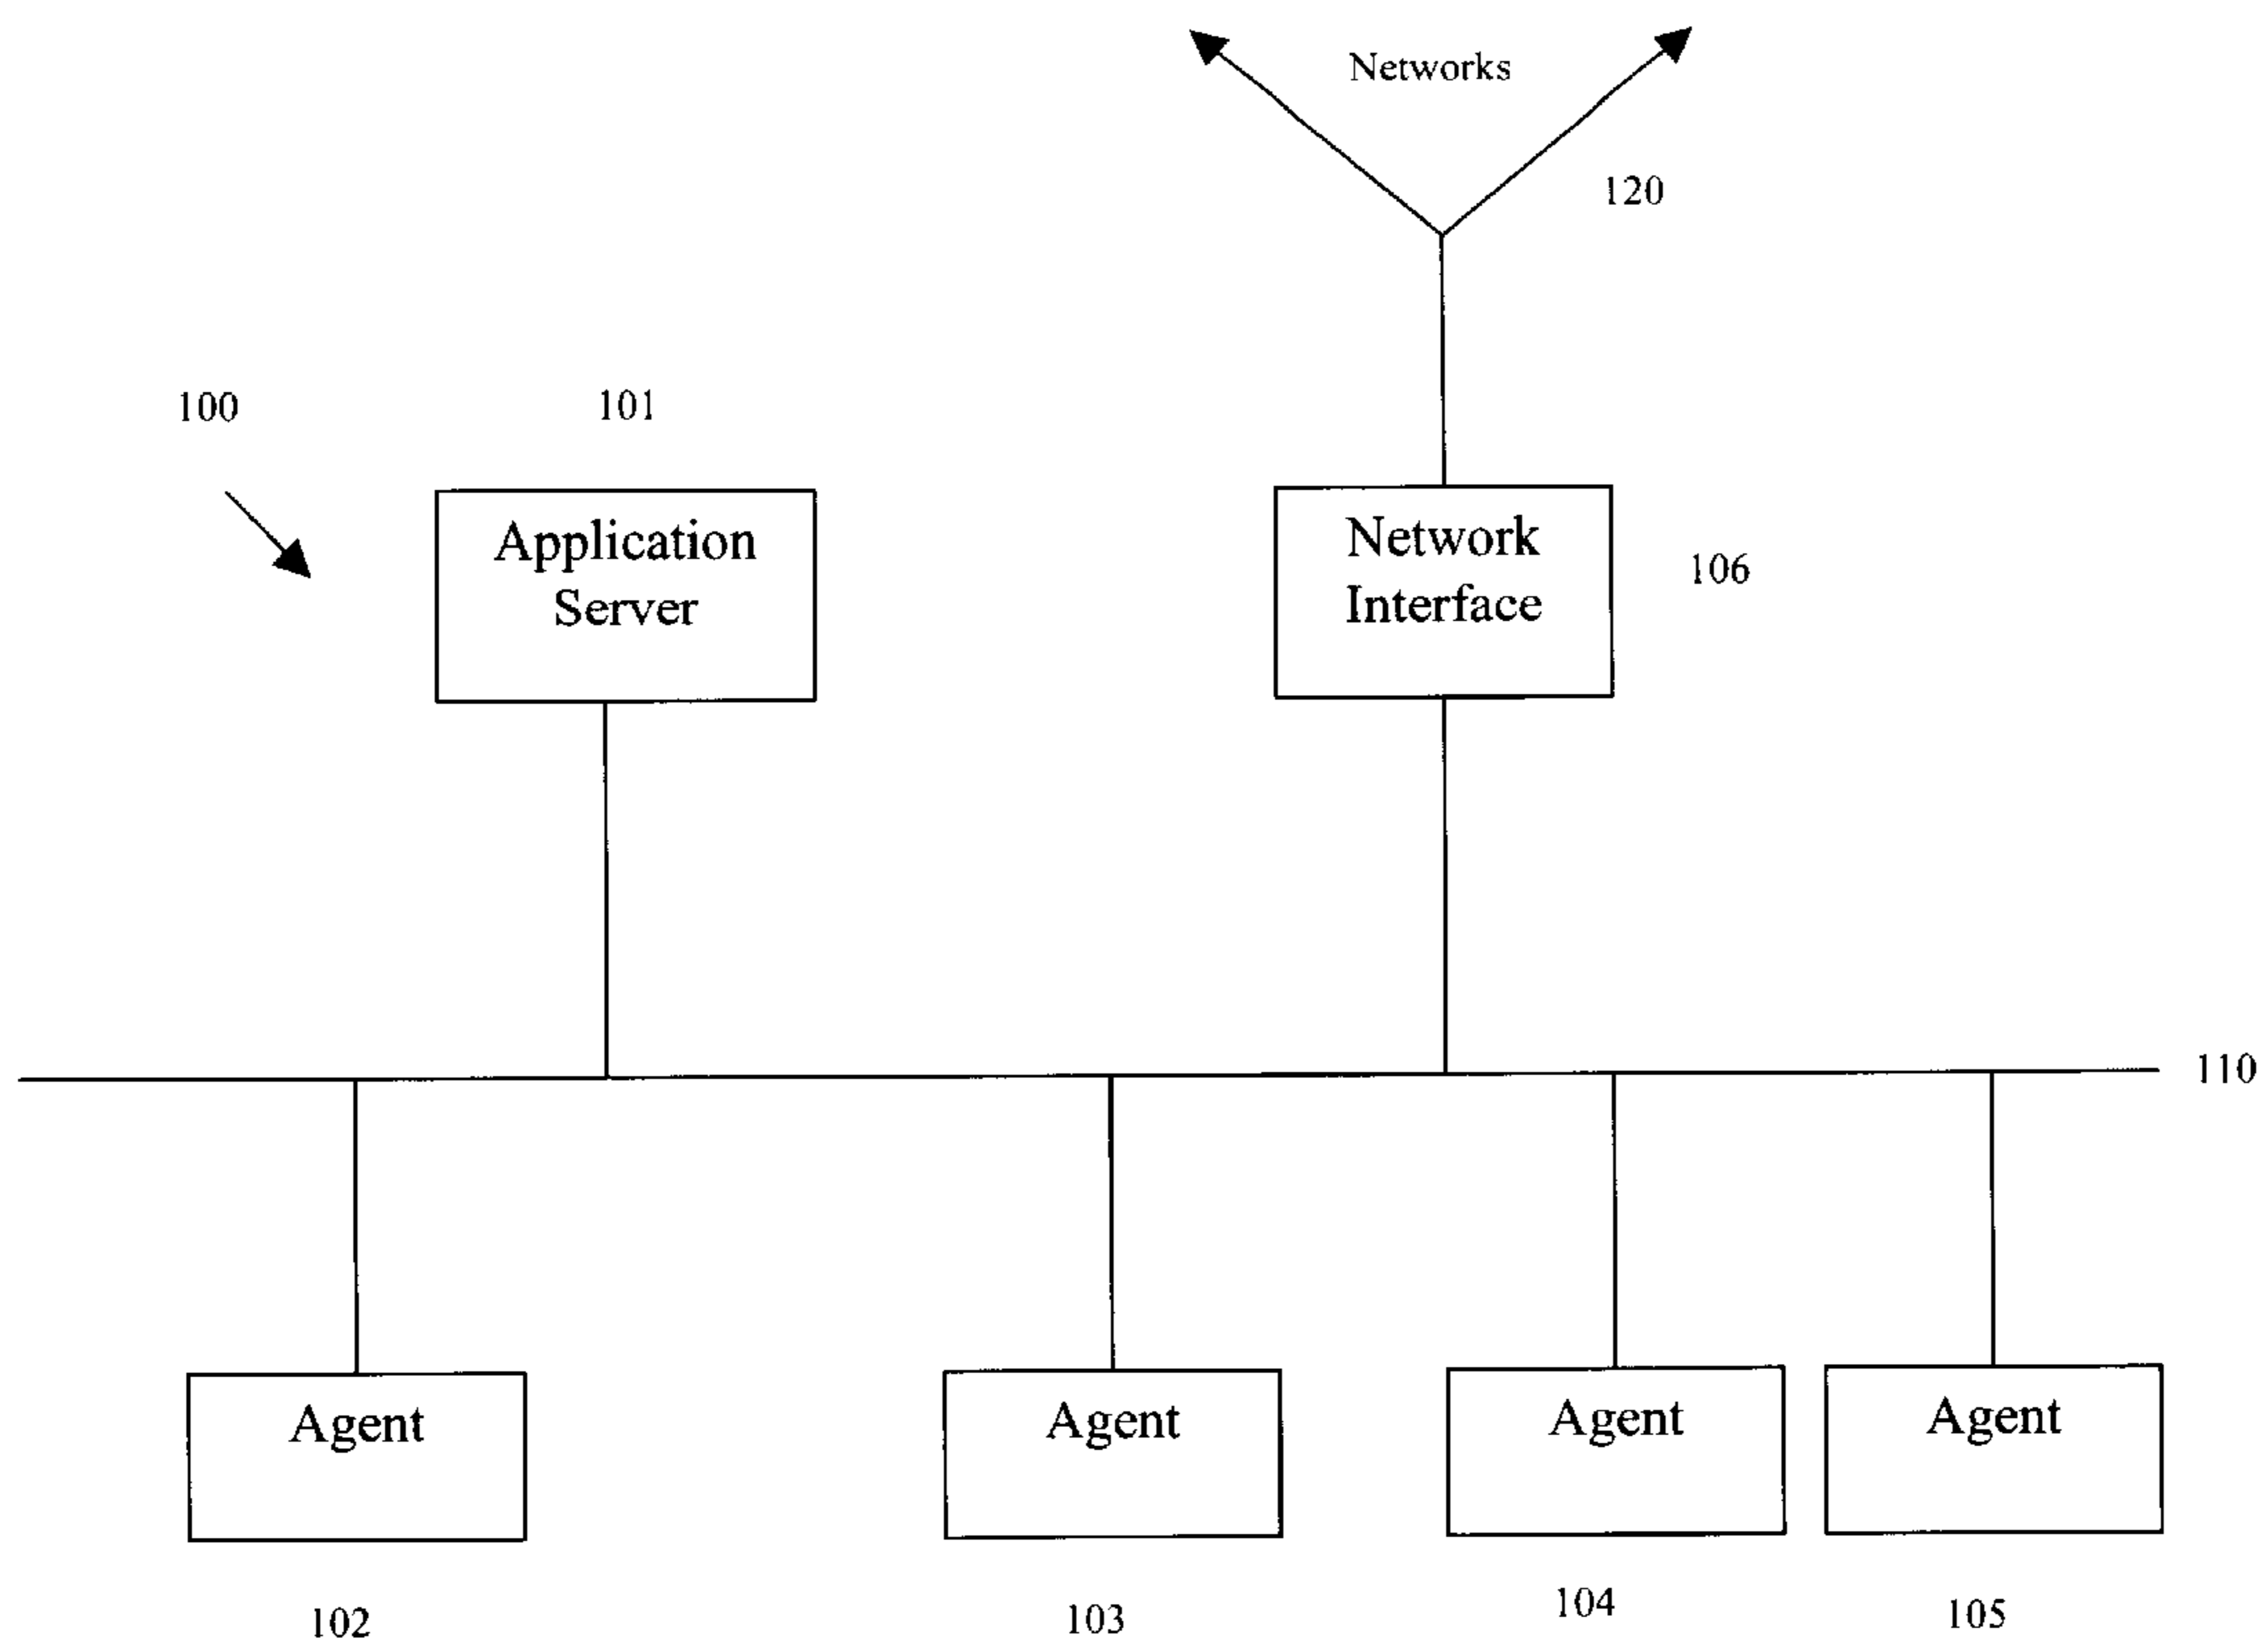 Networks
120
100
101
Application
Server
Network
Interface
106
110
Agent
Agent
Agent
Agent
102
103
104
105